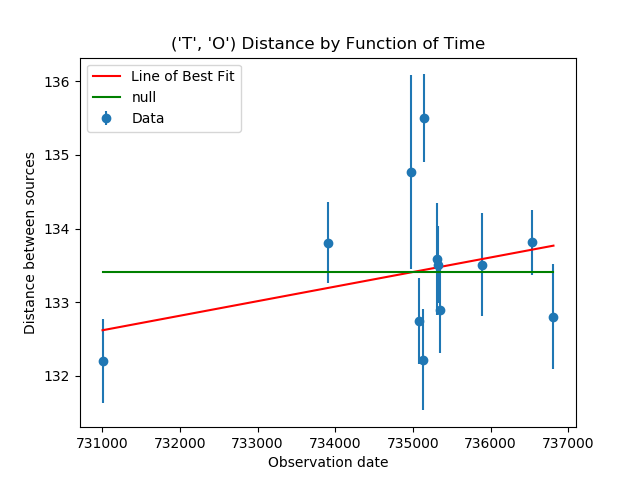 ('T', 'O') Distance by Function of Time
Line of Best Fit
null
Data
Distance between sources
136
135
134
133
132
731000 732000 733000 734000 735000 736000 737000
Observation date